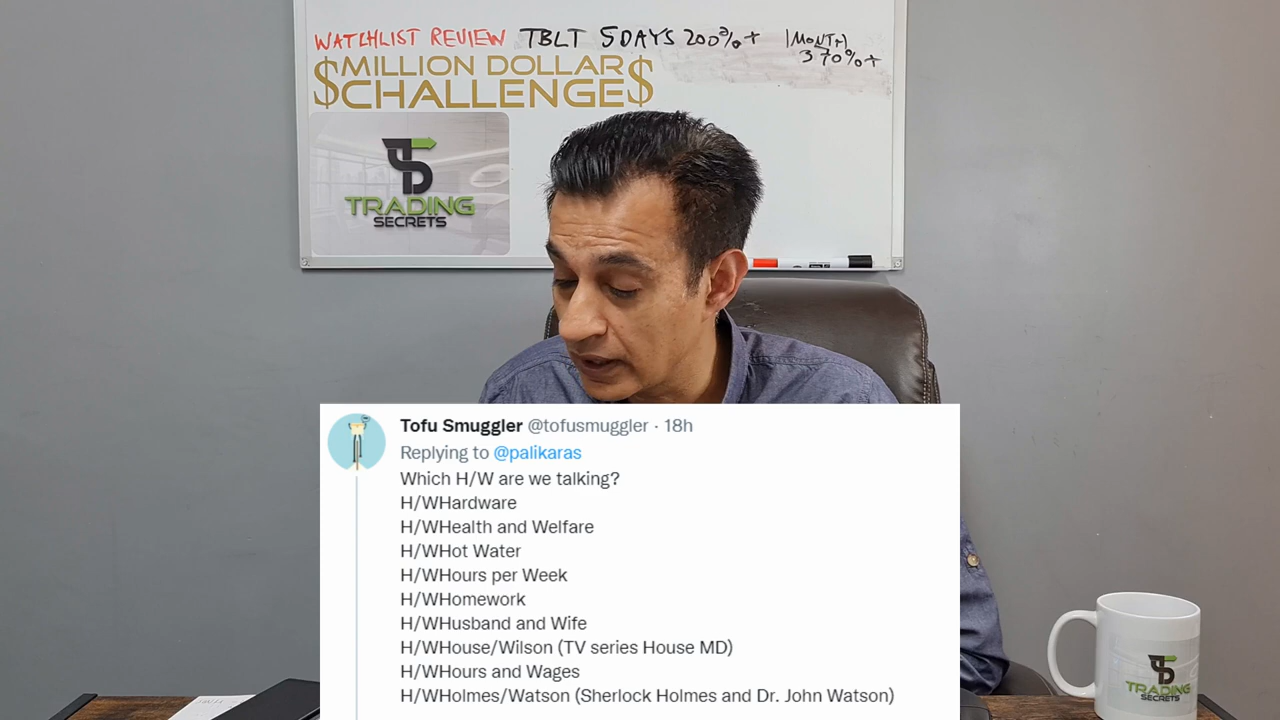 WATCHLIST REVIEW TBLT 5DAYS 200%+ 1MONTH
370%+
$MILLION DOLLAR
CHALLENGE$
TRADING
SECRETS
Tofu Smuggler @tofusmuggler · 18h
Replying to @palikaras
Which H/W are we talking?
H/WHardware
H/WHealth and Welfare
H/WHot Water
H/WHours per Week
H/WHomework
H/WHusband and Wife
H/WHouse/Wilson (TV series House MD)
H/WHours and Wages
H/WHolmes/Watson (Sherlock Holmes and Dr. John Watson)
TRADING
SECRETS